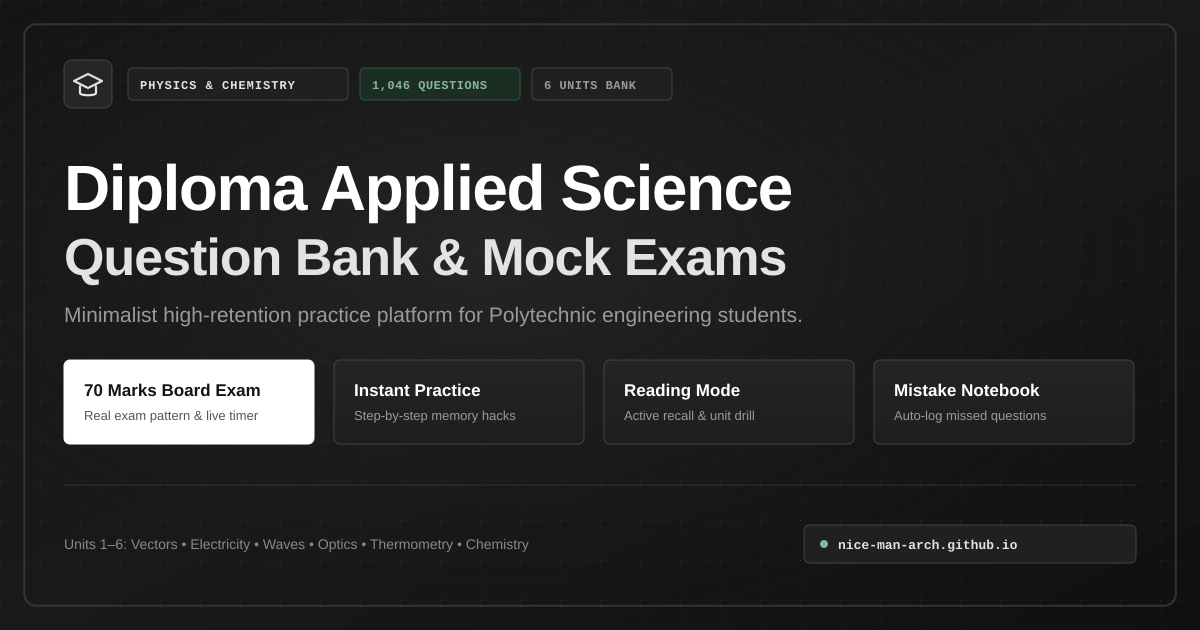 PHYSICS & CHEMISTRY
1,046 QUESTIONS
6 UNITS BANK
Diploma Applied Science
Question Bank & Mock Exams
Minimalist high-retention practice platform for Polytechnic engineering students.
70 Marks Board Exam
Real exam pattern & live timer
Instant Practice
Step-by-step memory hacks
Reading Mode
Active recall & unit drill
Mistake Notebook
Auto-log missed questions
Units 1–6: Vectors • Electricity • Waves • Optics • Thermometry • Chemistry
nice-man-arch.github.io